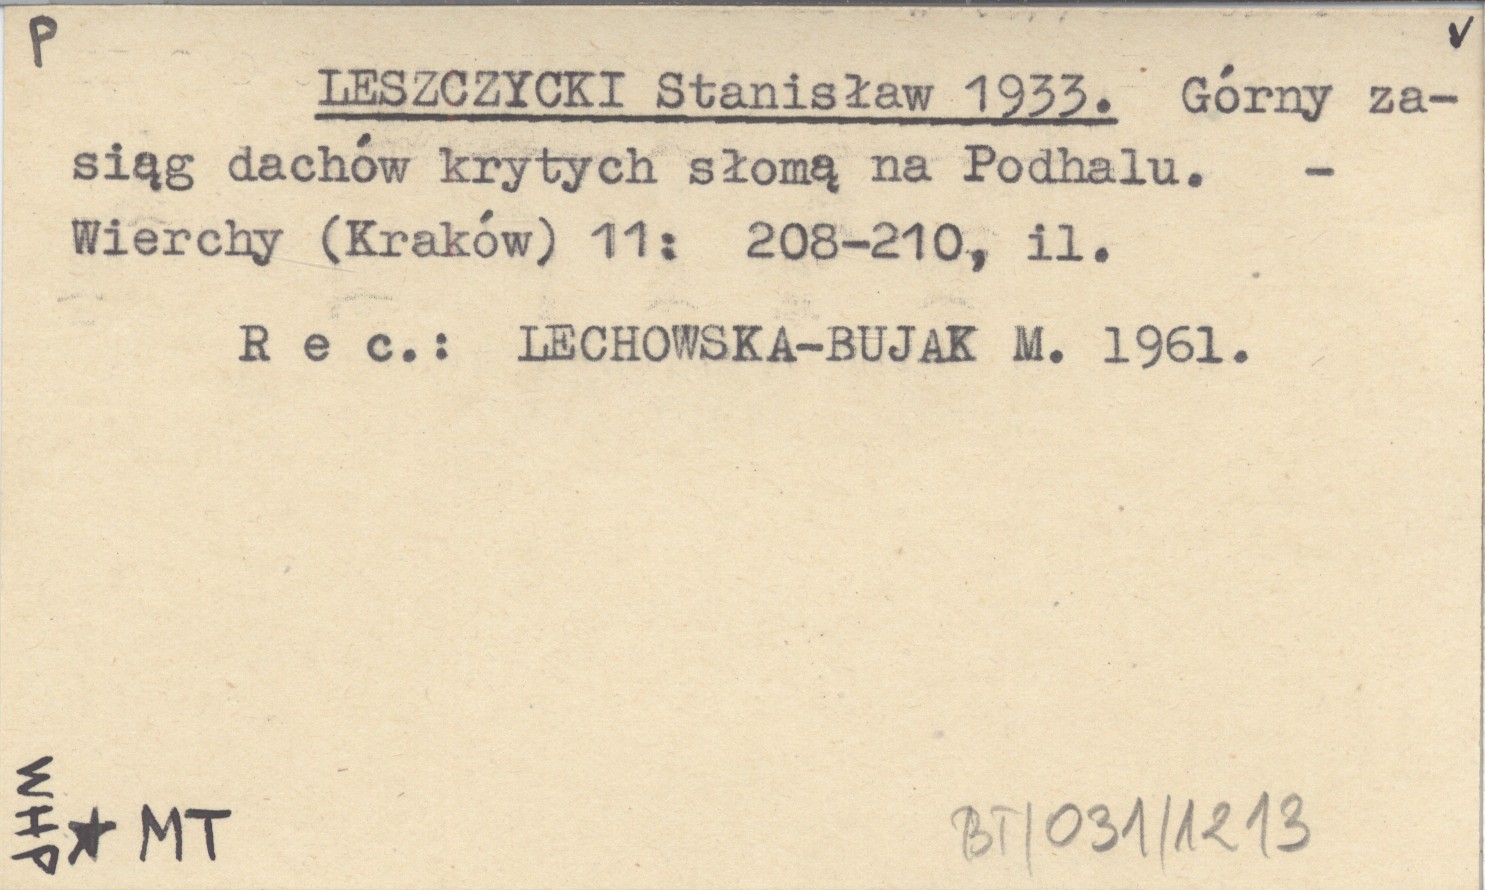 P
v
LESZCZYCKI Stanisław 1933. Górny za-
siąg dachów krytych słomą na Podhalu. -
Wierchy (Kraków) 11: 208-210, il.
R e c.: LECHOWSKA-BUJAK M. 1961.
WHP
★ MT
BT/031/1213